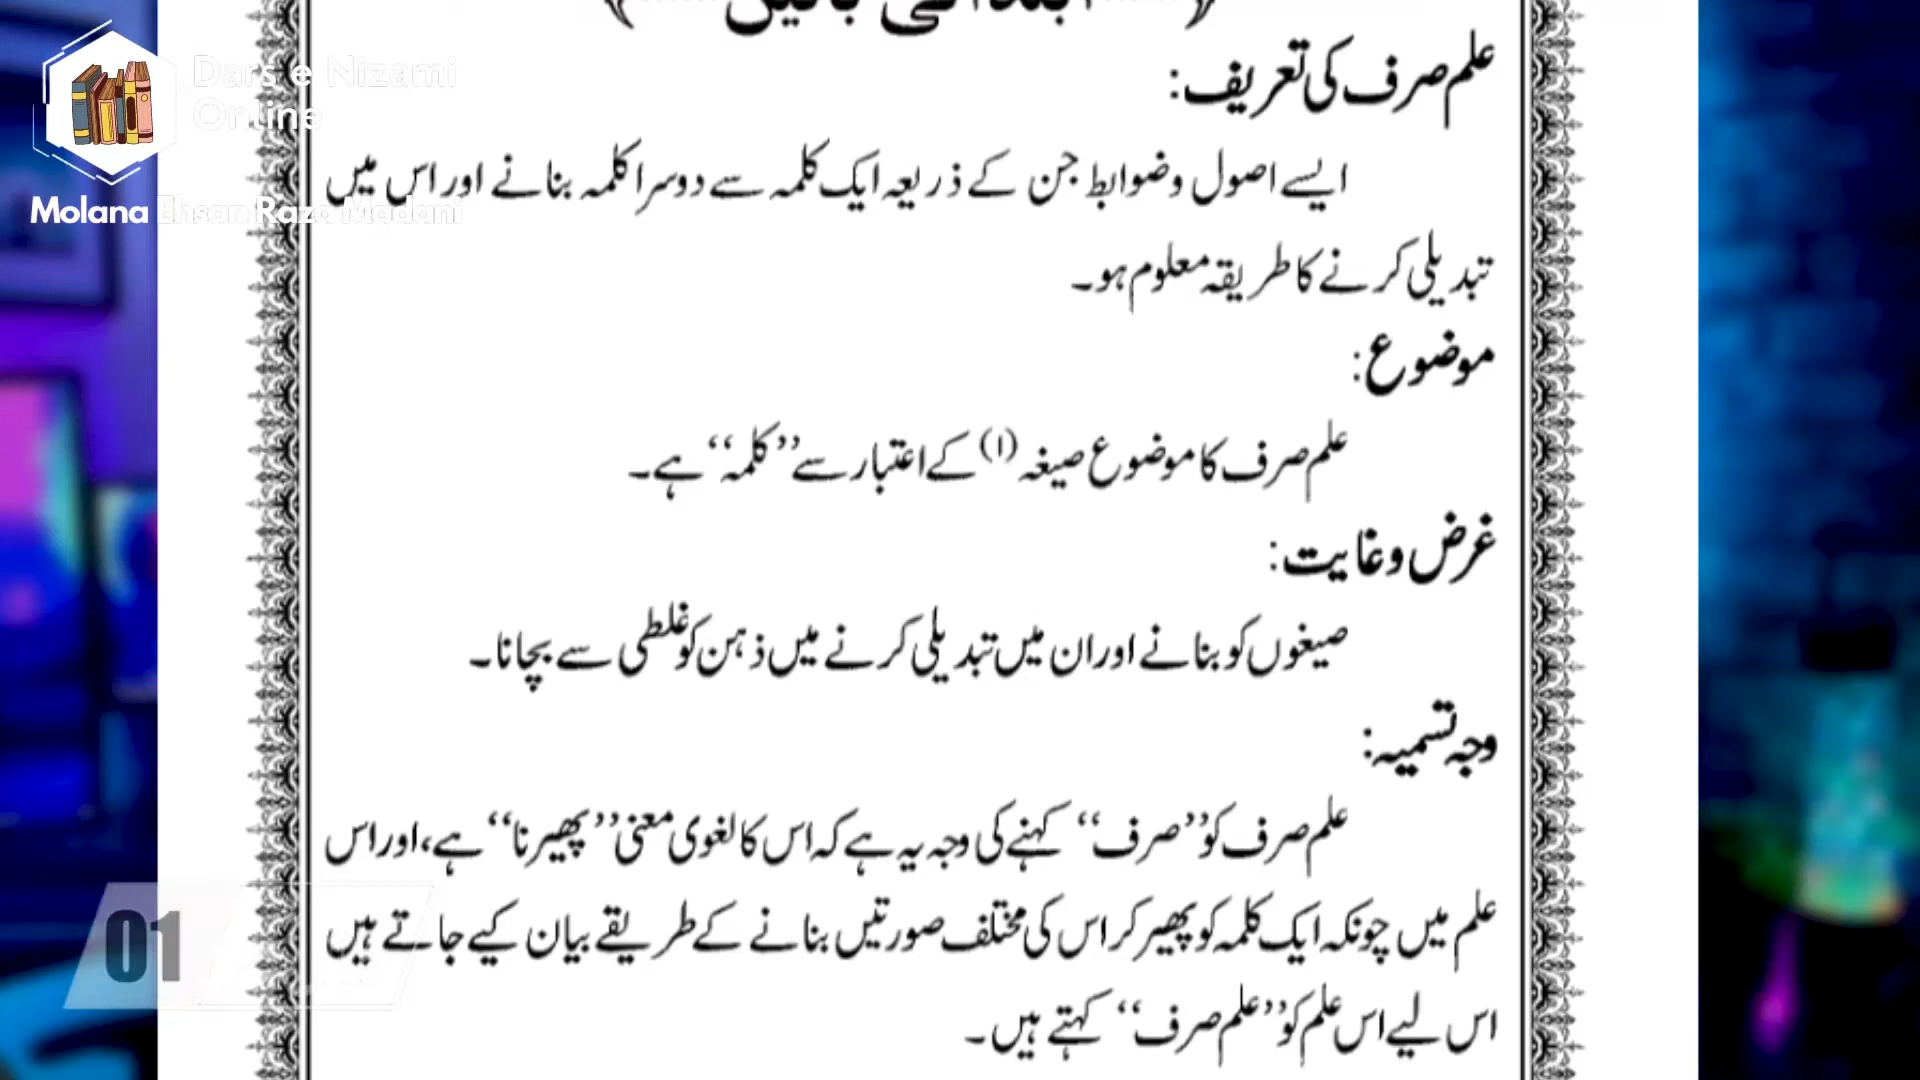 ابتدائی باتیں
علم صرف کی تعریف:
ایسے اصول وضوابط جن کے ذریعہ ایک کلمہ سے دوسرا کلمہ بنانے اور اس میں
تبدیلی کرنے کا طریقہ معلوم ہو۔
موضوع:
علم صرف کا موضوع صیغہ (۱) کے اعتبار سے ’’کلمہ‘‘ ہے۔
غرض وغایت:
صیغوں کو بنانے اور ان میں تبدیلی کرنے میں ذہن کو غلطی سے بچانا۔
وجہ تسمیہ:
علم صرف کو ’’صرف‘‘ کہنے کی وجہ یہ ہے کہ اس کا لغوی معنی ’’پھیرنا‘‘ ہے، اور اس
علم میں چونکہ ایک کلمہ کو پھیر کر اس کی مختلف صورتیں بنانے کے طریقے بیان کیے جاتے ہیں
اس لیے اس علم کو ’’علم صرف‘‘ کہتے ہیں۔
Dars e Nizami
Online
Molana Ehsan Raza Madani
01